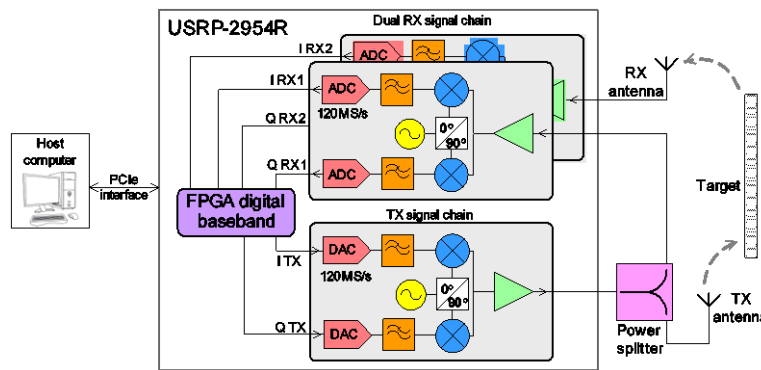 USRP-2954R
Dual RX signal chain
I RX2
ADC
I RX1
ADC
120MS/s
RX
antenna
Q RX2
0°
90°
Host
computer
PCIe
interface
Q RX1
ADC
Target
FPGA digital
baseband
TX signal chain
DAC
I TX
120MS/s
0°
90°
TX
antenna
Q TX
DAC
Power
splitter